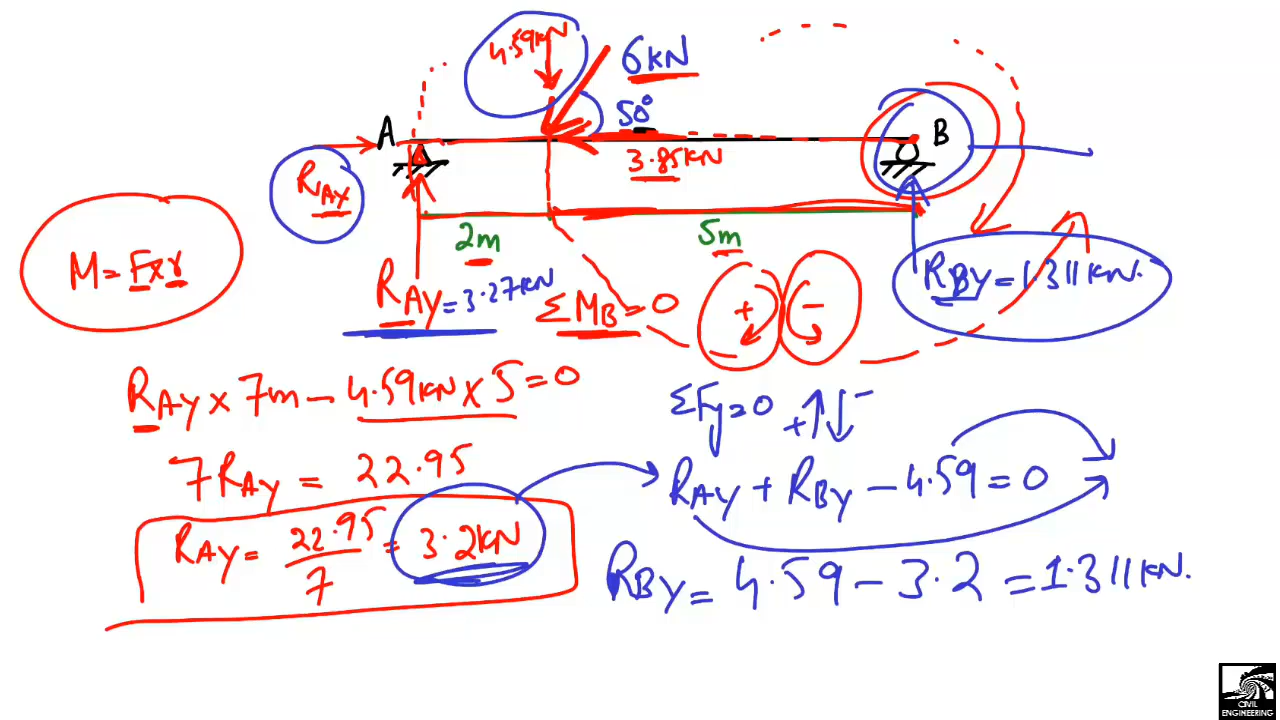 4.59kN
6kN
50°
A
B
3.85kN
RAX
2m
5m
M = F×r
RAY = 3.27kN
ΣMB = 0
+
−
RBY = 1.311kN.
RAY × 7m − 4.59kN × 5 = 0
7RAY = 22.95
RAY = 22.95/7 = 3.2kN
ΣFy = 0 +↑↓−
RAY + RBY − 4.59 = 0
RBY = 4.59 − 3.2 = 1.311kN.
CIVIL
ENGINEERING